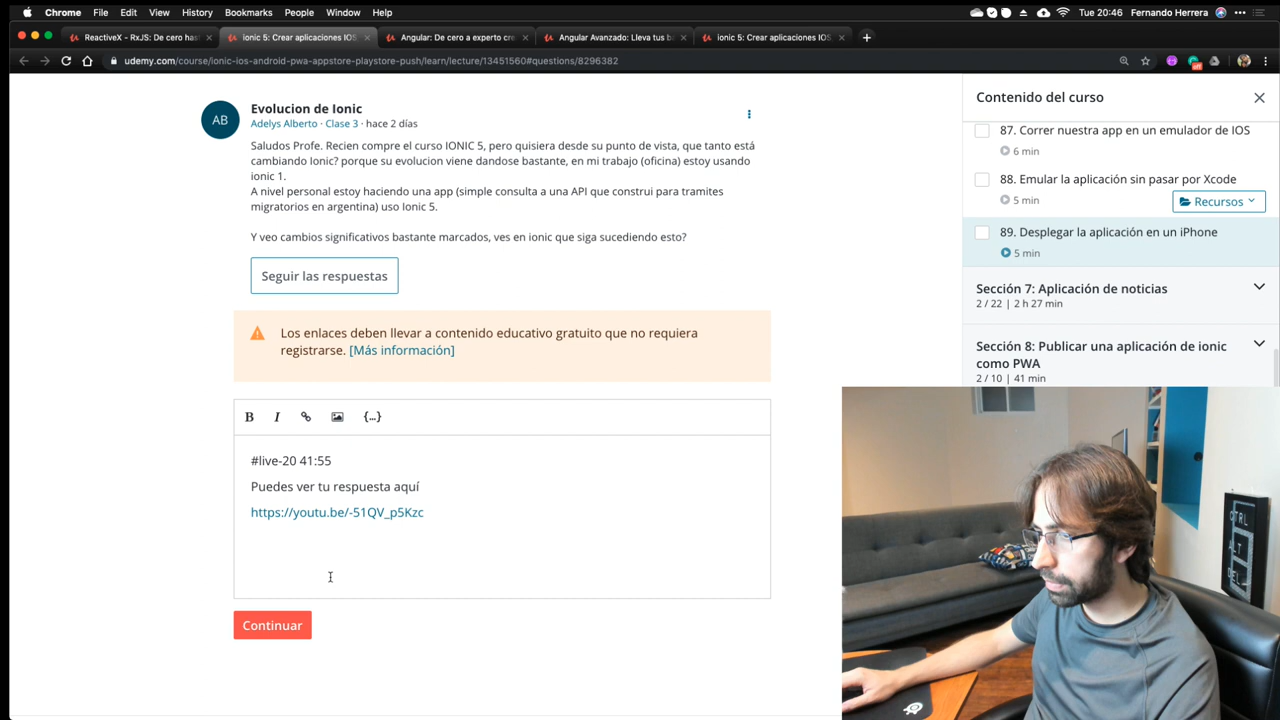 Chrome File Edit View History Bookmarks People Window Help
Tue 20:46 Fernando Herrera
ReactiveX - RxJS: De cero has
ionic 5: Crear aplicaciones IOS
Angular: De cero a experto cre
Angular Avanzado: Lleva tus b
ionic 5: Crear aplicaciones IOS
udemy.com/course/ionic-ios-android-pwa-appstore-playstore-push/learn/lecture/13451560#questions/8296382
AB
Evolucion de Ionic
Adelys Alberto · Clase 3 · hace 2 días
Saludos Profe. Recien compre el curso IONIC 5, pero quisiera desde su punto de vista, que tanto está
cambiando Ionic? porque su evolucion viene dandose bastante, en mi trabajo (oficina) estoy usando
ionic 1.
A nivel personal estoy haciendo una app (simple consulta a una API que construi para tramites
migratorios en argentina) uso Ionic 5.
Y veo cambios significativos bastante marcados, ves en ionic que siga sucediendo esto?
Seguir las respuestas
Los enlaces deben llevar a contenido educativo gratuito que no requiera
registrarse. [Más información]
B I {...}
#live-20 41:55
Puedes ver tu respuesta aquí
https://youtu.be/-51QV_p5Kzc
Continuar
Contenido del curso
87. Correr nuestra app en un emulador de IOS
6 min
88. Emular la aplicación sin pasar por Xcode
5 min
Recursos
89. Desplegar la aplicación en un iPhone
5 min
Sección 7: Aplicación de noticias
2 / 22 | 2 h 27 min
Sección 8: Publicar una aplicación de ionic
como PWA
2 / 10 | 41 min
CTRL
ALT
DEL